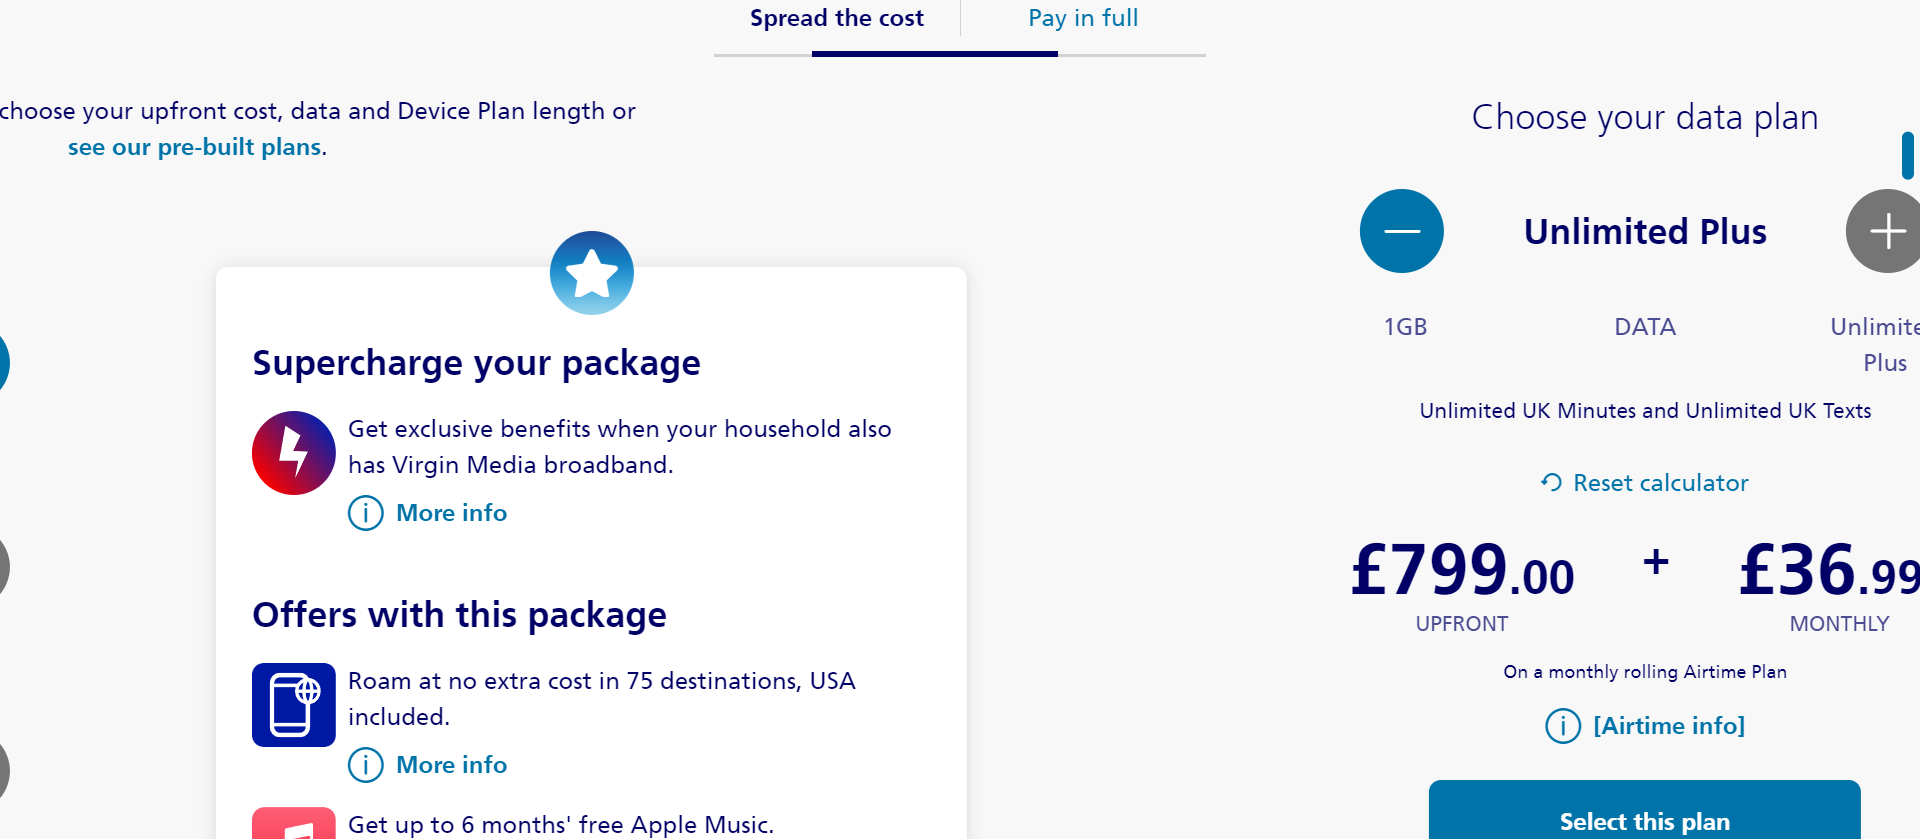 Spread the cost
Pay in full
choose your upfront cost, data and Device Plan length or
see our pre-built plans.
Supercharge your package
Get exclusive benefits when your household also
has Virgin Media broadband.
More info
Offers with this package
Roam at no extra cost in 75 destinations, USA
included.
More info
Get up to 6 months' free Apple Music.
Choose your data plan
Unlimited Plus
1GB
DATA
Unlimite
Plus
Unlimited UK Minutes and Unlimited UK Texts
Reset calculator
£799.00 + £36.99
UPFRONT
MONTHLY
On a monthly rolling Airtime Plan
[Airtime info]
Select this plan